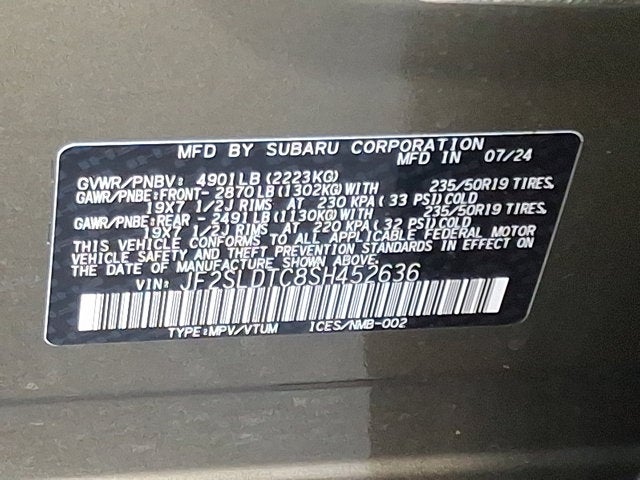 MFD BY SUBARU CORPORATION
MFD IN 07/24
GVWR/PNBV: 4901LB(2223KG)
GAWR/PNBE:FRONT-2870LB(1302KG)WITH 235/50R19 TIRES,
19X7 1/2J RIMS AT 230 KPA( 33 PSI)COLD
GAWR/PNBE:REAR -2491LB(1130KG)WITH 235/50R19 TIRES,
19X7 1/2J RIMS AT 220 KPA( 32 PSI)COLD
THIS VEHICLE CONFORMS TO ALL APPLICABLE FEDERAL MOTOR
VEHICLE SAFETY AND BUMPER STANDARDS IN EFFECT ON
THE DATE OF MANUFACTURE SHOWN ABOVE.
VIN: JF2SLDTC8SH452636
TYPE:MPV/VTUM ICES/NMB-002